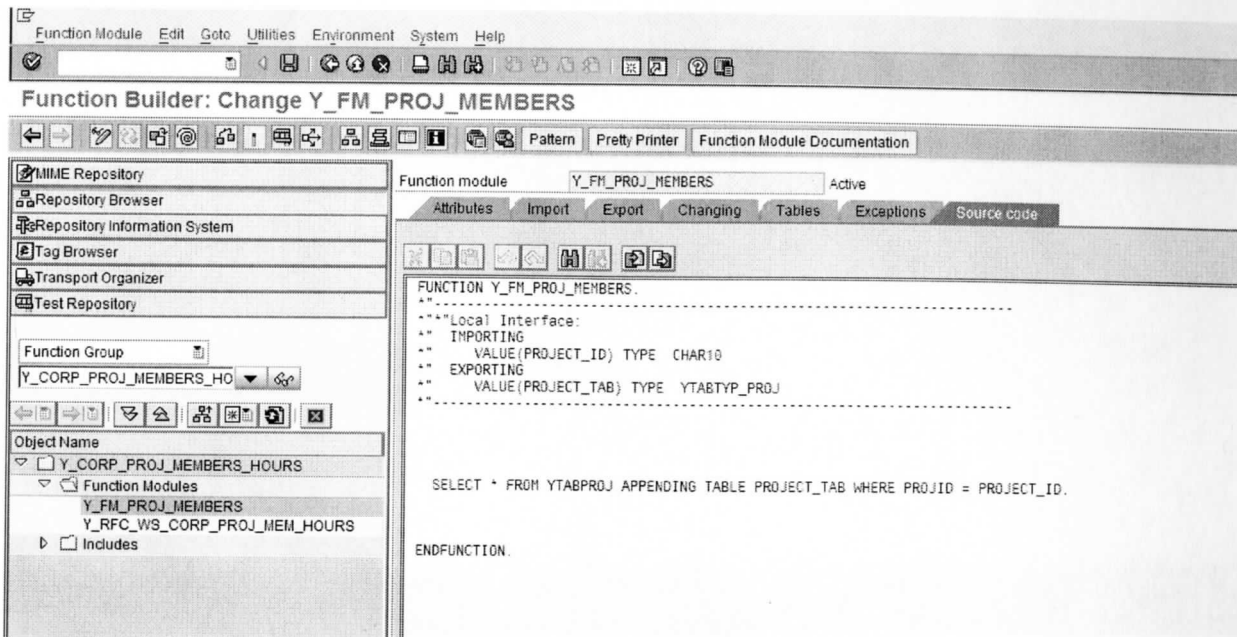 Function Module Edit Goto Utilities Environment System Help
Function Builder: Change Y_FM_PROJ_MEMBERS
Pattern Pretty Printer Function Module Documentation
MIME Repository
Repository Browser
Repository Information System
Tag Browser
Transport Organizer
Test Repository
Function Group
Y_CORP_PROJ_MEMBERS_HO
Object Name
Y_CORP_PROJ_MEMBERS_HOURS
Function Modules
Y_FM_PROJ_MEMBERS
Y_RFC_WS_CORP_PROJ_MEM_HOURS
Includes
Function module Y_FM_PROJ_MEMBERS Active
Attributes Import Export Changing Tables Exceptions Source code
FUNCTION Y_FM_PROJ_MEMBERS.
*"----------------------------------------------------------------------
*"*"Local Interface:
*" IMPORTING
*" VALUE(PROJECT_ID) TYPE CHAR10
*" EXPORTING
*" VALUE(PROJECT_TAB) TYPE YTABTYP_PROJ
*"----------------------------------------------------------------------
SELECT * FROM YTABPROJ APPENDING TABLE PROJECT_TAB WHERE PROJID = PROJECT_ID.
ENDFUNCTION.